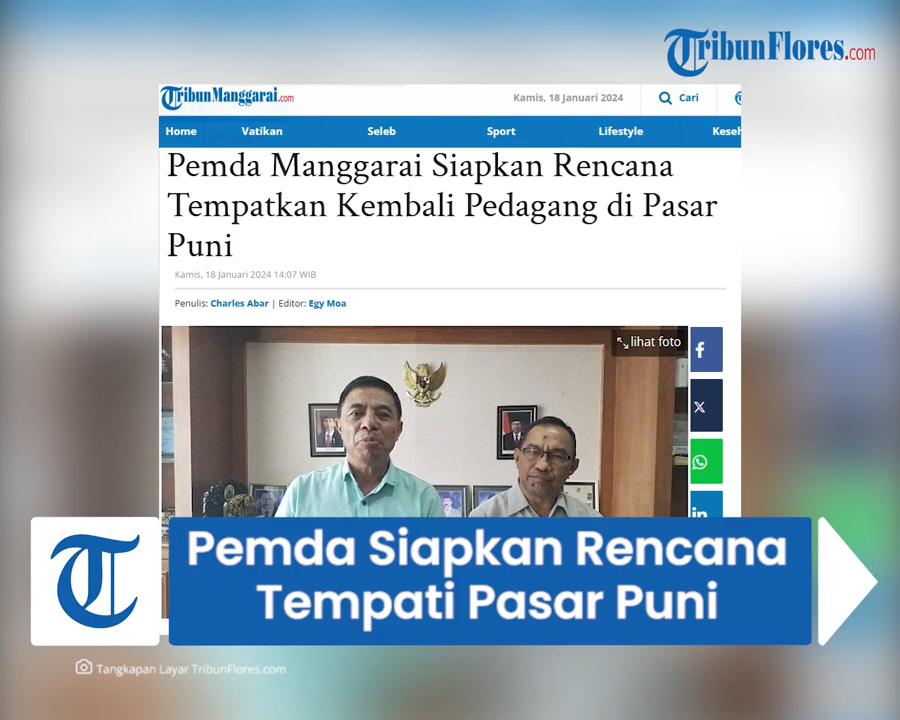 TribunFlores.com
TribunManggarai.com
Kamis, 18 Januari 2024
Cari
Home Vatikan Seleb Sport Lifestyle Keseh
Pemda Manggarai Siapkan Rencana
Tempatkan Kembali Pedagang di Pasar
Puni
Kamis, 18 Januari 2024 14:07 WIB
Penulis: Charles Abar | Editor: Egy Moa
lihat foto
Pemda Siapkan Rencana
Tempati Pasar Puni
Tangkapan Layar TribunFlores.com